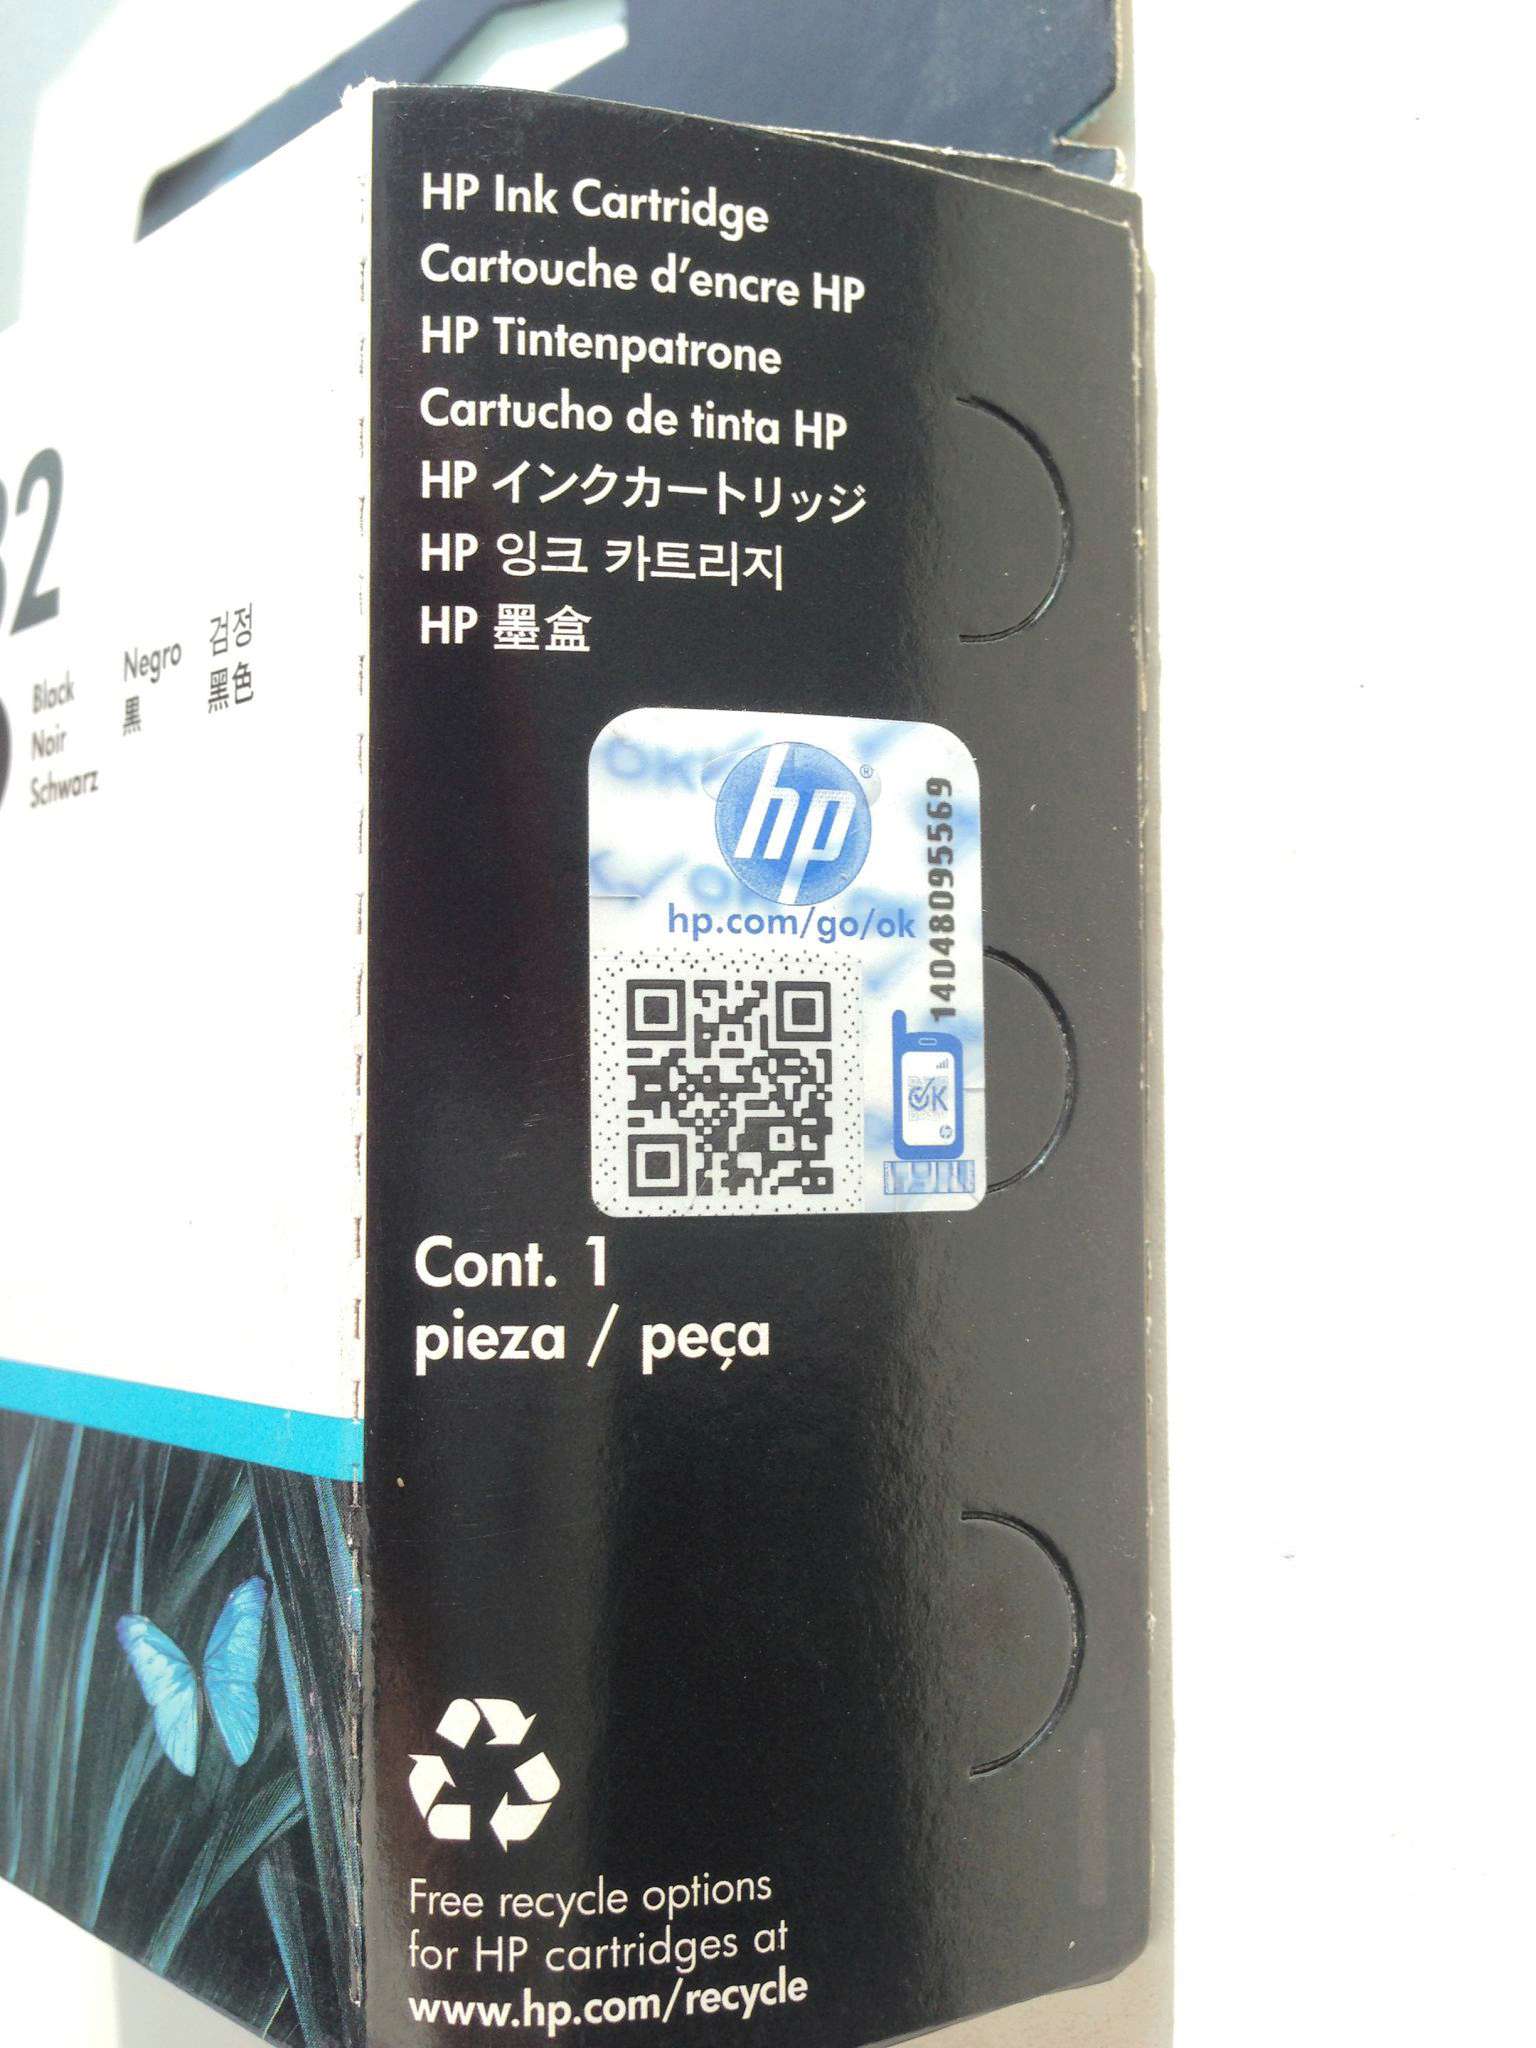 HP Ink Cartridge
Cartouche d'encre HP
HP Tintenpatrone
Cartucho de tinta HP
HP インクカートリッジ
HP 잉크 카트리지
HP 墨盒
2
Black
Noir
Schwarz
Negro
黒
검정
黑色
OK
hp®
hp.com/go/ok
14048095569
OK
Cont. 1
pieza / peça
Free recycle options
for HP cartridges at
www.hp.com/recycle